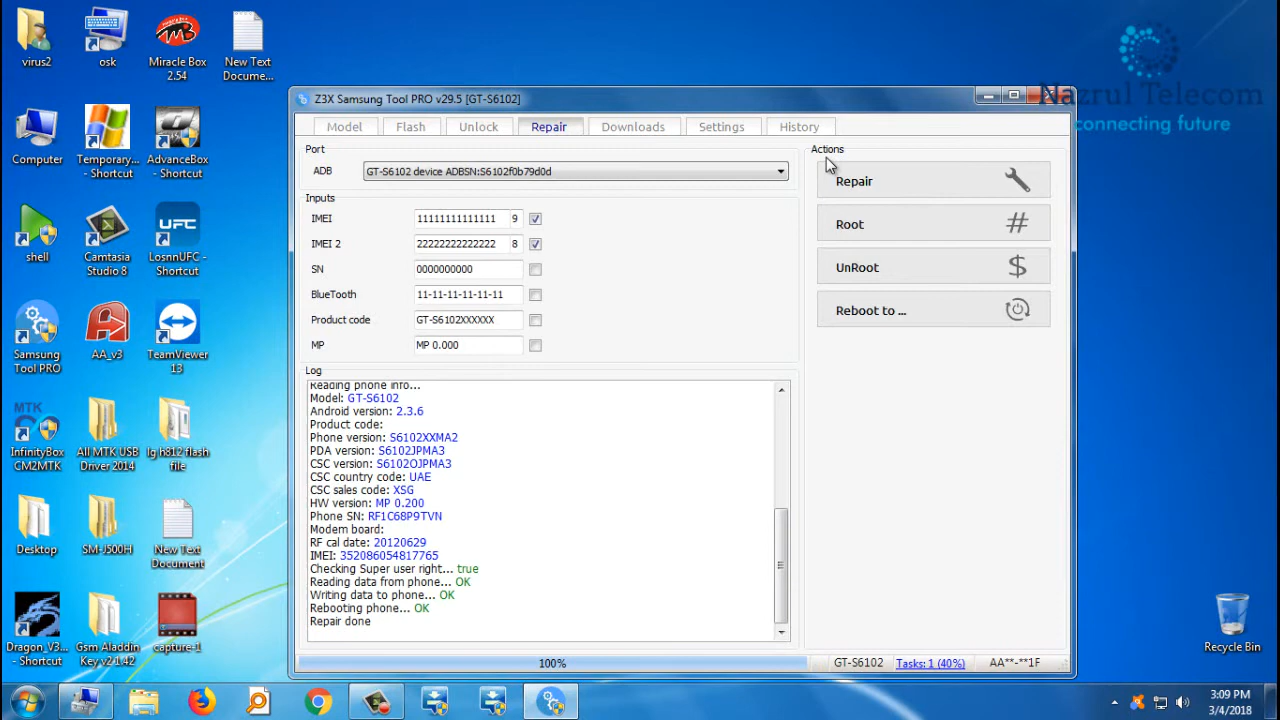 virus2
osk
Miracle Box
2.54
New Text
Docume...
Computer
Temporary...
- Shortcut
AdvanceBox
- Shortcut
shell
Camtasia
Studio 8
UFC
LosnnUFC -
Shortcut
Samsung
Tool PRO
AA_v3
TeamViewer
13
MTK
InfinityBox
CM2MTK
All MTK USB
Driver 2014
lg h812 flash
file
Desktop
SM-J500H
New Text
Document
Dragon_V3...
- Shortcut
Gsm Aladdin
Key v2 1.42
capture-1
Recycle Bin
Nazrul Telecom
connecting future
Z3X Samsung Tool PRO v29.5 [GT-S6102]
Model Flash Unlock Repair Downloads Settings History
Port
ADB GT-S6102 device ADBSN:S6102f0b79d0d
Inputs
IMEI 11111111111111 9
IMEI 2 22222222222222 8
SN 0000000000
BlueTooth 11-11-11-11-11-11
Product code GT-S6102XXXXXX
MP MP 0.000
Actions
Repair
Root #
UnRoot $
Reboot to ...
Log
Reading phone info...
Model: GT-S6102
Android version: 2.3.6
Product code:
Phone version: S6102XXMA2
PDA version: S6102JPMA3
CSC version: S6102OJPMA3
CSC country code: UAE
CSC sales code: XSG
HW version: MP 0.200
Phone SN: RF1C68P9TVN
Modem board:
RF cal date: 20120629
IMEI: 352086054817765
Checking Super user right... true
Reading data from phone... OK
Writing data to phone... OK
Rebooting phone... OK
Repair done
100% GT-S6102 Tasks: 1 (40%) AA**-**1F
3:09 PM
3/4/2018